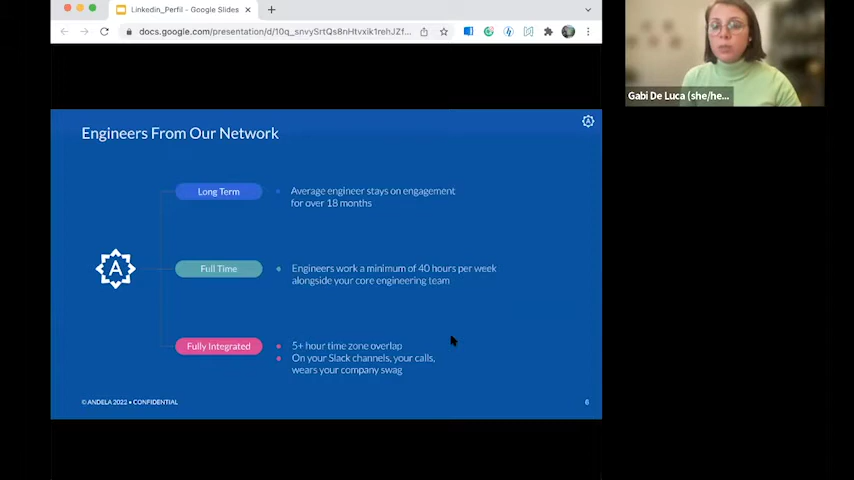 Linkedin_Perfil - Google Slides
docs.google.com/presentation/d/10q_snvySrtQs8nHtvxik1rehJZf...
Gabi De Luca (she/he...
Engineers From Our Network
Long Term
Average engineer stays on engagement
for over 18 months
A
Full Time
Engineers work a minimum of 40 hours per week
alongside your core engineering team
Fully Integrated
5+ hour time zone overlap
On your Slack channels, your calls,
wears your company swag
© ANDELA 2022 • CONFIDENTIAL
6